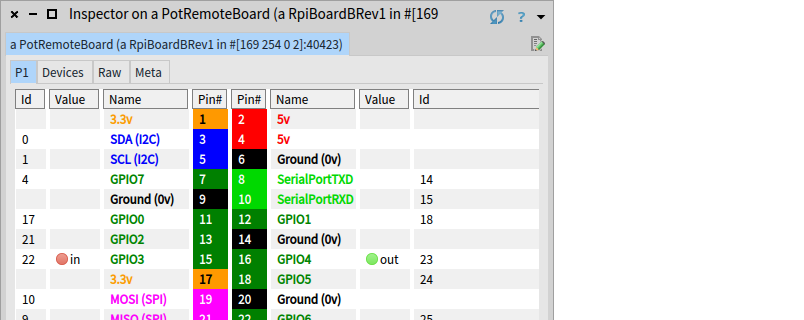 Inspector on a PotRemoteBoard (a RpiBoardBRev1 in #[169
a PotRemoteBoard (a RpiBoardBRev1 in #[169 254 0 2]:40423)
P1 Devices Raw Meta
Id Value Name Pin# Pin# Name Value Id
3.3v 1 2 5v
0 SDA (I2C) 3 4 5v
1 SCL (I2C) 5 6 Ground (0v)
4 GPIO7 7 8 SerialPortTXD 14
Ground (0v) 9 10 SerialPortRXD 15
17 GPIO0 11 12 GPIO1 18
21 GPIO2 13 14 Ground (0v)
22 in GPIO3 15 16 GPIO4 out 23
3.3v 17 18 GPIO5 24
10 MOSI (SPI) 19 20 Ground (0v)
9 MISO (SPI) 21 22 GPIO6 25